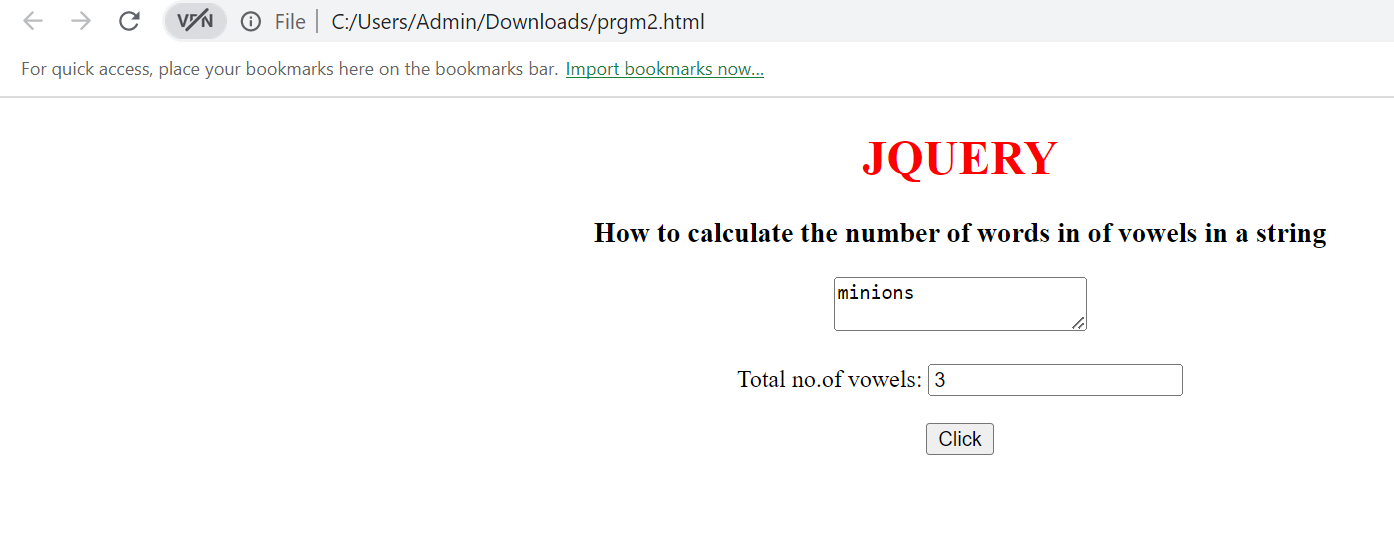 VPN File C:/Users/Admin/Downloads/prgm2.html
For quick access, place your bookmarks here on the bookmarks bar. Import bookmarks now...
JQUERY
How to calculate the number of words in of vowels in a string
minions
Total no.of vowels: 3
Click